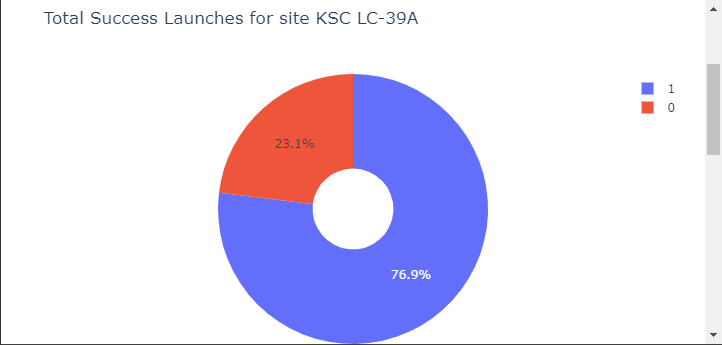 Total Success Launches for site KSC LC-39A
1
0
23.1%
76.9%